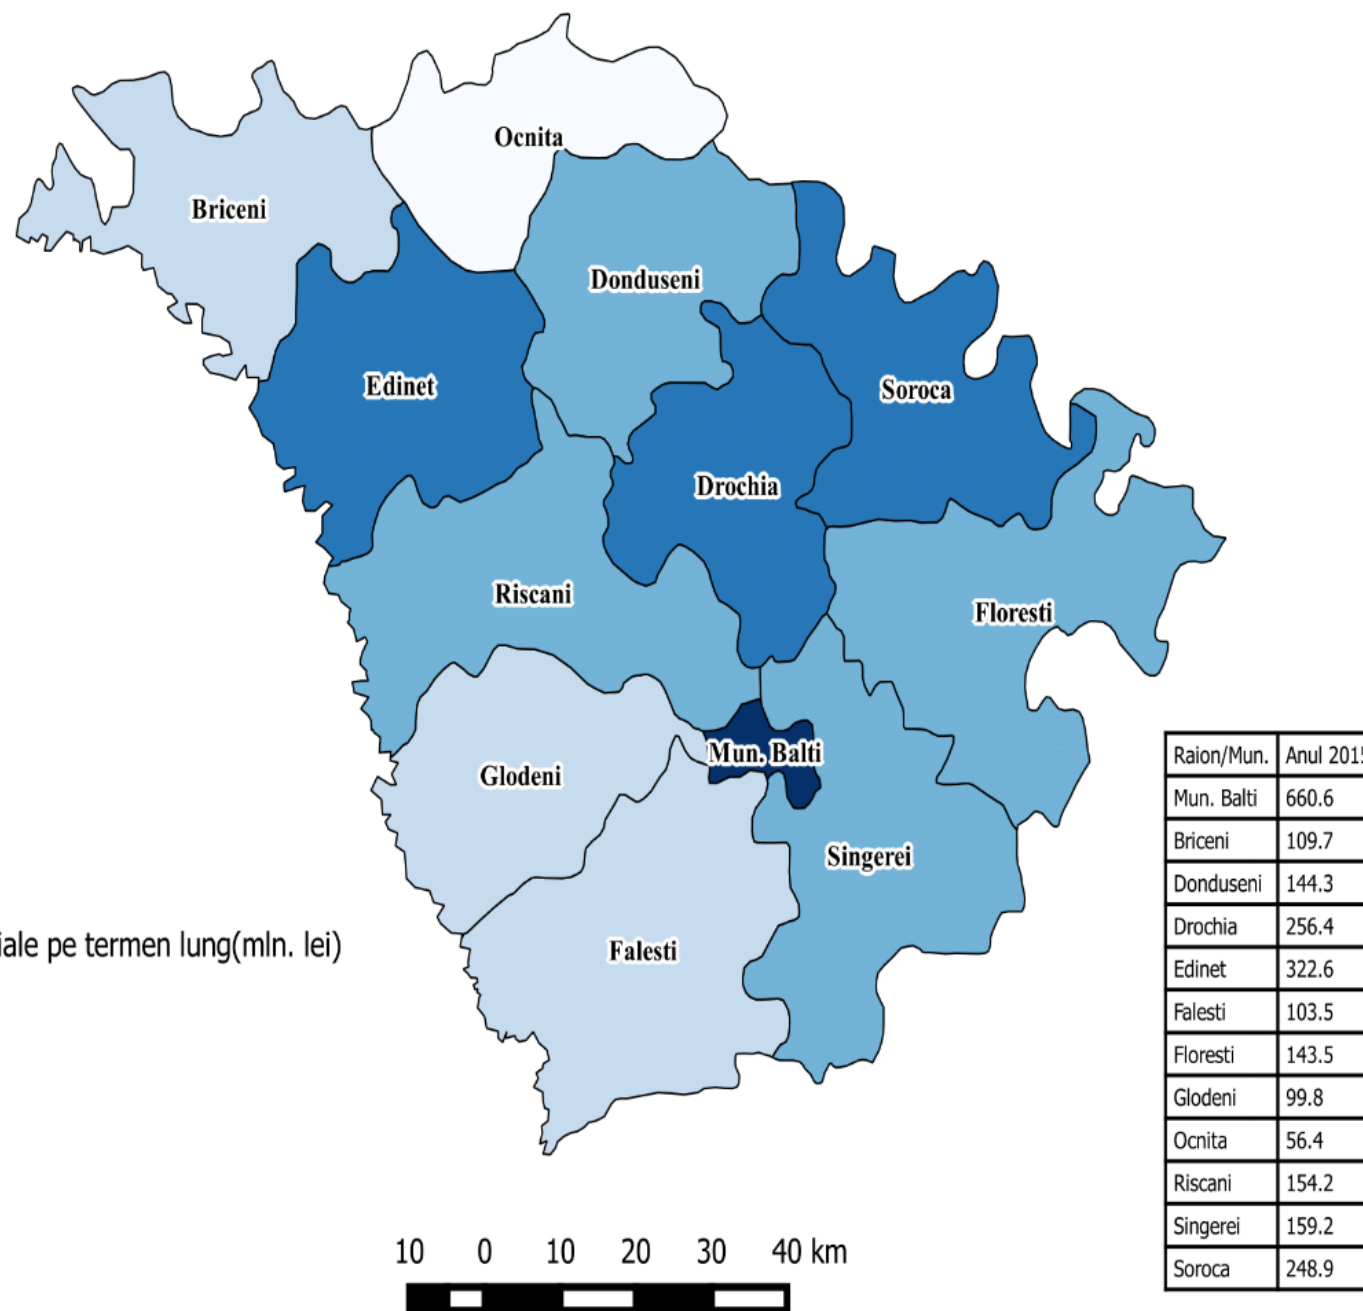 Ocnita
Briceni
Donduseni
Edinet
Soroca
Drochia
Riscani
Floresti
Mun. Balti
Glodeni
Singerei
Falesti
pe termen lung(mln. lei)
10 0 10 20 30 40 km
Raion/Mun. Anul
Mun. Balti 660.6
Briceni 109.7
Donduseni 144.3
Drochia 256.4
Edinet 322.6
Falesti 103.5
Floresti 143.5
Glodeni 99.8
Ocnita 56.4
Riscani 154.2
Singerei 159.2
Soroca 248.9